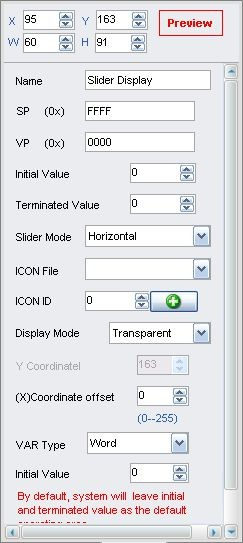 X 95 Y 163 Preview
W 60 H 91
Name Slider Display
SP (0x) FFFF
VP (0x) 0000
Initial Value 0
Terminated Value 0
Slider Mode Horizontal
ICON File
ICON ID 0
Display Mode Transparent
Y Coordinatel 163
(X)Coordinate offset 0
(0--255)
VAR Type Word
Initial Value 0
By default, system will leave initial
and terminated value as the default
operating area